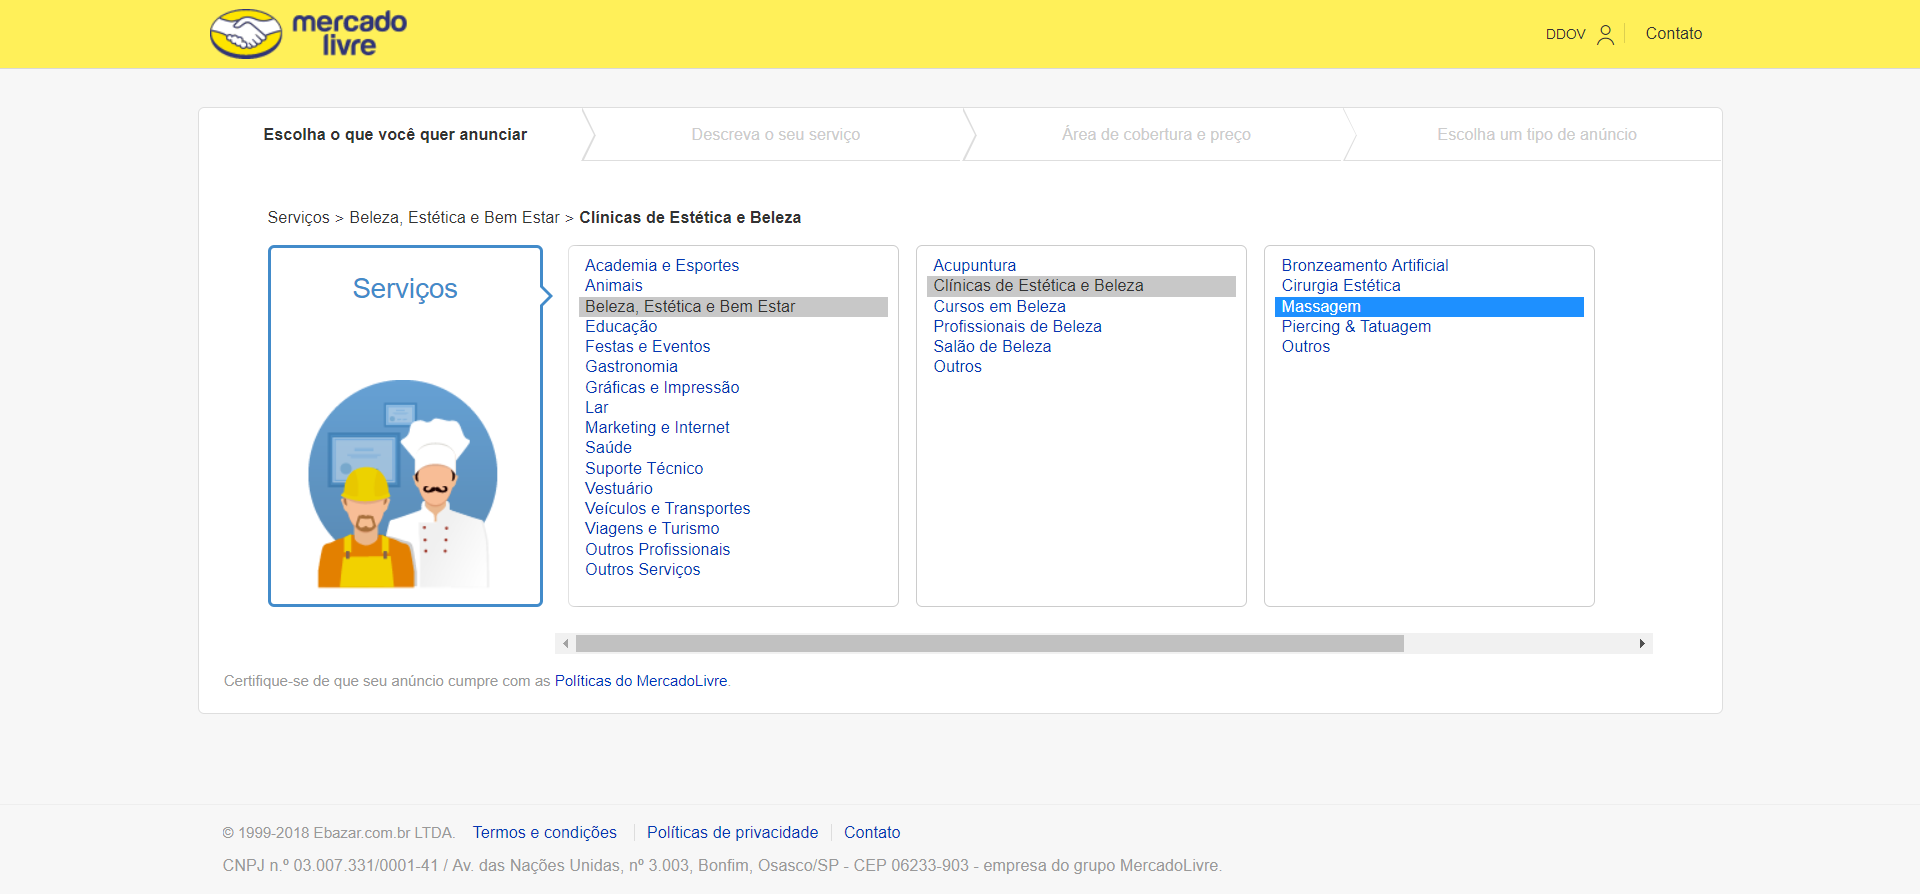 mercado
livre
DDOV
Contato
Escolha o que você quer anunciar
Descreva o seu serviço
Área de cobertura e preço
Escolha um tipo de anúncio
Serviços > Beleza, Estética e Bem Estar > Clínicas de Estética e Beleza
Serviços
Academia e Esportes
Animais
Beleza, Estética e Bem Estar
Educação
Festas e Eventos
Gastronomia
Gráficas e Impressão
Lar
Marketing e Internet
Saúde
Suporte Técnico
Vestuário
Veículos e Transportes
Viagens e Turismo
Outros Profissionais
Outros Serviços
Acupuntura
Clínicas de Estética e Beleza
Cursos em Beleza
Profissionais de Beleza
Salão de Beleza
Outros
Bronzeamento Artificial
Cirurgia Estética
Massagem
Piercing & Tatuagem
Outros
Certifique-se de que seu anúncio cumpre com as Políticas do MercadoLivre.
© 1999-2018 Ebazar.com.br LTDA. Termos e condições Políticas de privacidade Contato
CNPJ n.º 03.007.331/0001-41 / Av. das Nações Unidas, nº 3.003, Bonfim, Osasco/SP - CEP 06233-903 - empresa do grupo MercadoLivre.